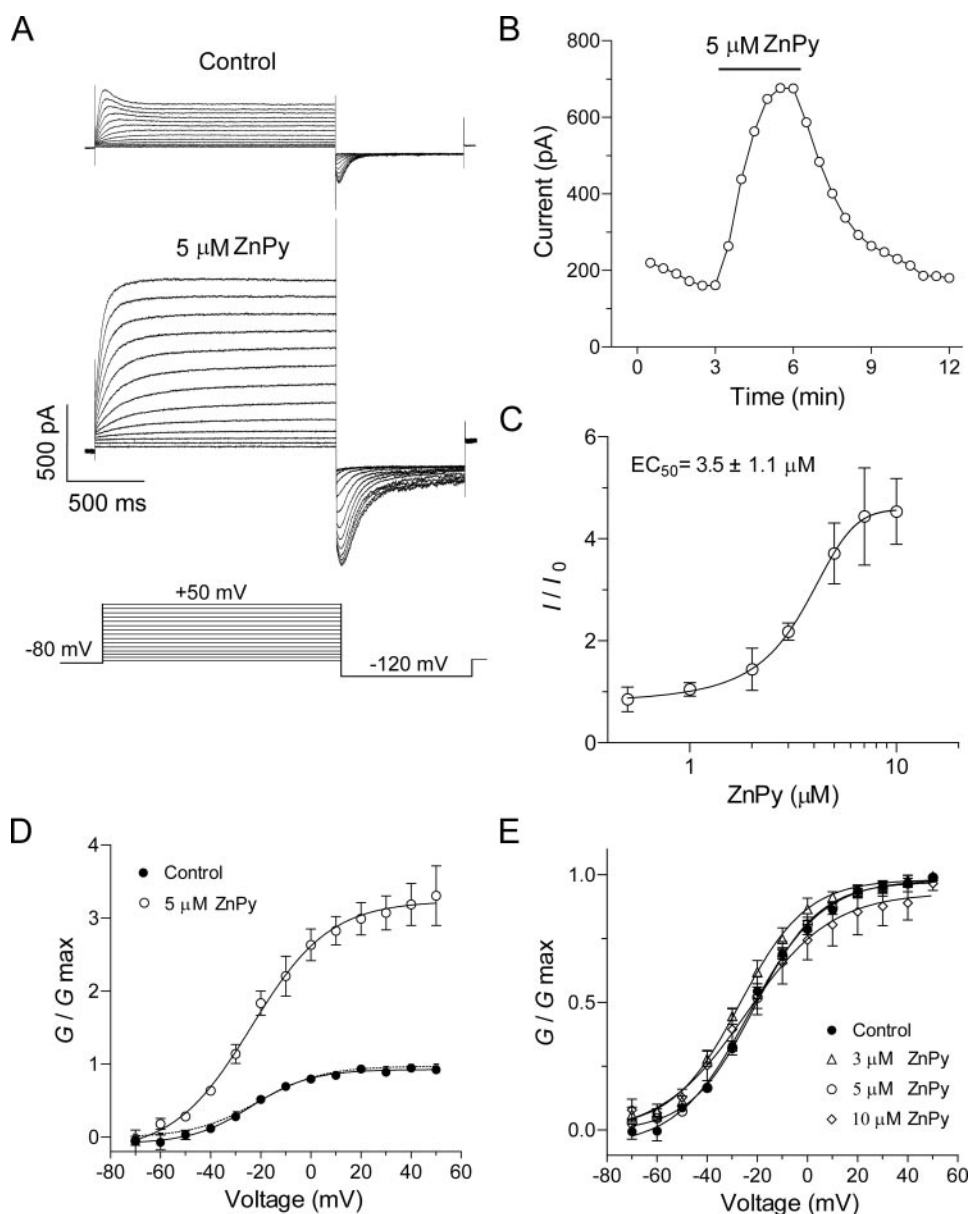 A
Control
5 μM ZnPy
500 pA
500 ms
+50 mV
-80 mV
-120 mV
B
5 μM ZnPy
800
600
400
200
0
Current (pA)
0 3 6 9 12
Time (min)
C
EC50= 3.5 ± 1.1 μM
6
4
2
0
I / I0
1 10
ZnPy (μM)
D
Control
5 μM ZnPy
4
3
2
1
0
G / G max
-80 -60 -40 -20 0 20 40 60
Voltage (mV)
E
1.0
0.5
0.0
G / G max
Control
3 μM ZnPy
5 μM ZnPy
10 μM ZnPy
-80 -60 -40 -20 0 20 40 60
Voltage (mV)